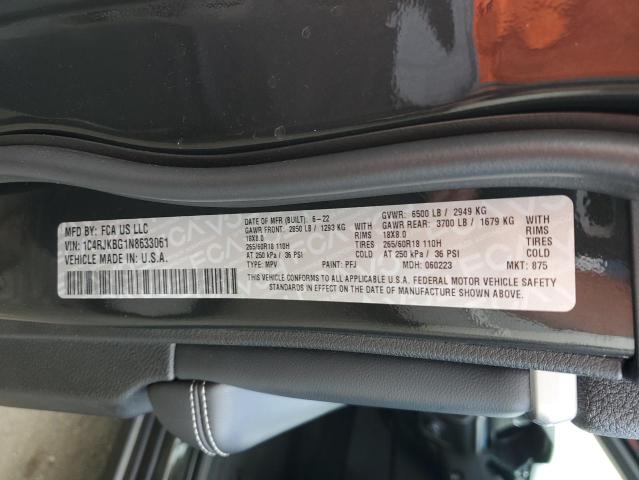 MFD BY: FCA US LLC
VIN: 1C4RJKBG1N8633061
VEHICLE MADE IN: U.S.A.
DATE OF MFR (BUILT): 6-22
GAWR FRONT: 2850 LB / 1293 KG
18X8.0
265/60R18 110H
AT 250 kPa / 36 PSI
TYPE: MPV
PAINT: PFJ
WITH
RIMS
TIRES
COLD
GVWR: 6500 LB / 2949 KG
GAWR REAR: 3700 LB / 1679 KG
18X8.0
265/60R18 110H
AT 250 kPa / 36 PSI
MDH: 060223
WITH
RIMS
TIRES
COLD
MKT: 875
THIS VEHICLE CONFORMS TO ALL APPLICABLE U.S.A. FEDERAL MOTOR VEHICLE SAFETY
STANDARDS IN EFFECT ON THE DATE OF MANUFACTURE SHOWN ABOVE.